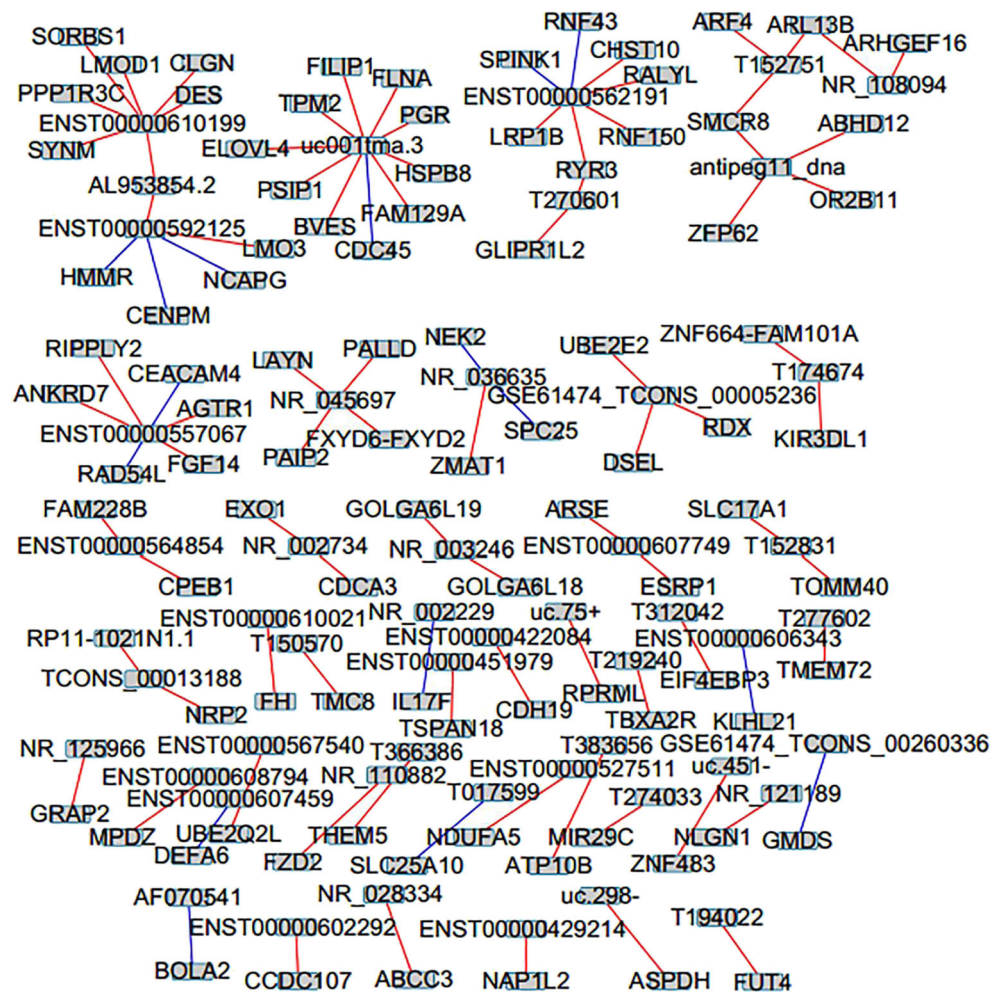 SORBS1
LMOD1
CLGN
PPP1R3C
DES
ENST00000610199
SYNM
AL953854.2
ENST00000592125
LMO3
HMMR
NCAPG
CENPM
FILIP1
FLNA
TPM2
PGR
ELOVL4
uc001tma.3
HSPB8
PSIP1
FAM129A
BVES
CDC45
RNF43
SPINK1
CHST10
RALYL
ENST00000562191
LRP1B
RNF150
RYR3
T270601
GLIPR1L2
ARF4
ARL13B
ARHGEF16
T152751
NR_108094
SMCR8
ABHD12
antipeg11_dna
OR2B11
ZFP62
RIPPLY2
CEACAM4
ANKRD7
AGTR1
ENST00000557067
FGF14
RAD54L
LAYN
PALLD
NR_045697
FXYD6-FXYD2
PAIP2
NEK2
NR_036635
SPC25
ZMAT1
UBE2E2
GSE61474_TCONS_00005236
RDX
DSEL
ZNF664-FAM101A
T174674
KIR3DL1
FAM228B
ENST00000564854
CPEB1
EXO1
NR_002734
CDCA3
GOLGA6L19
NR_003246
GOLGA6L18
ARSE
ENST00000607749
ESRP1
SLC17A1
T152831
TOMM40
RP11-1021N1.1
TCONS_00013188
NRP2
ENST00000610021
FH
T150570
TMC8
NR_002229
IL17F
ENST00000422084
CDH19
ENST00000451979
TSPAN18
uc.75+
RPRML
T219240
TBXA2R
T312042
EIF4EBP3
ENST00000606343
KLHL21
T277602
TMEM72
NR_125966
GRAP2
ENST00000567540
UBE2Q2L
ENST00000608794
MPDZ
ENST00000607459
DEFA6
T366386
THEM5
NR_110882
FZD2
T017599
SLC25A10
T383656
ATP10B
ENST00000527511
NDUFA5
T274033
MIR29C
GSE61474_TCONS_00260336
GMDS
uc.451-
ZNF483
NR_121189
NLGN1
AF070541
BOLA2
ENST00000602292
CCDC107
NR_028334
ABCC3
ENST00000429214
NAP1L2
uc.298-
ASPDH
T194022
FUT4